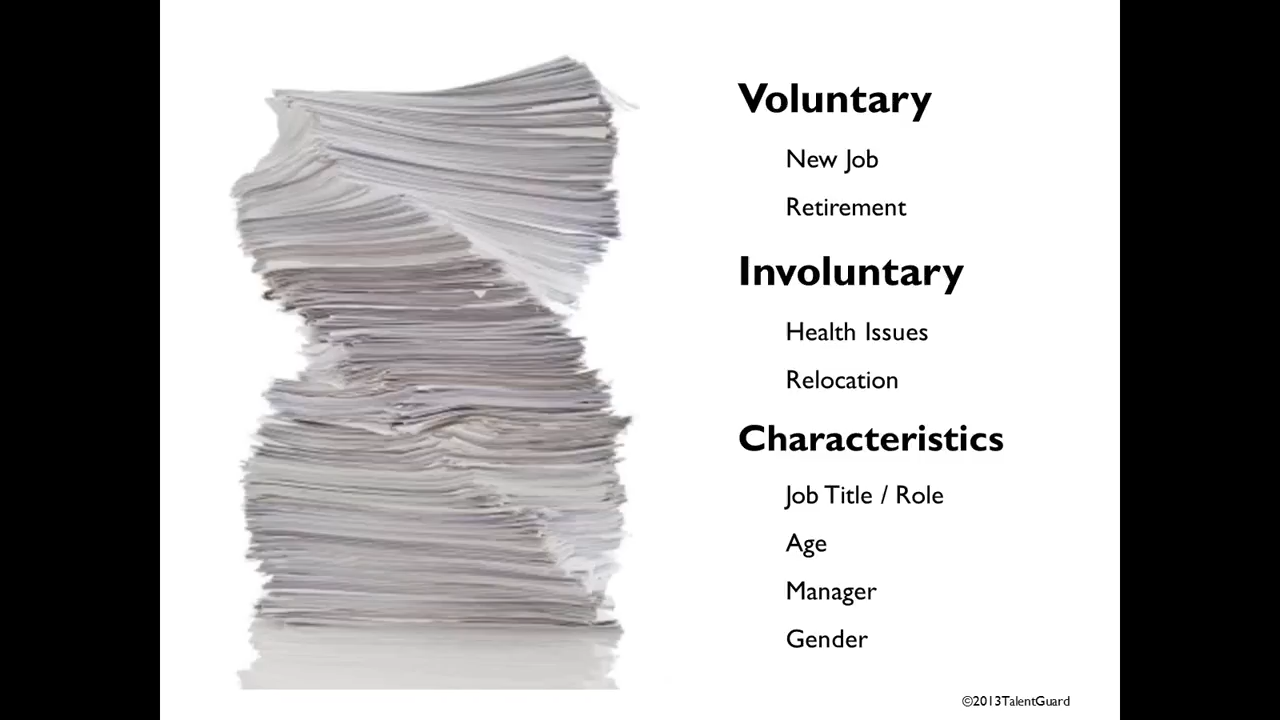 Voluntary
New Job
Retirement
Involuntary
Health Issues
Relocation
Characteristics
Job Title / Role
Age
Manager
Gender
©2013TalentGuard